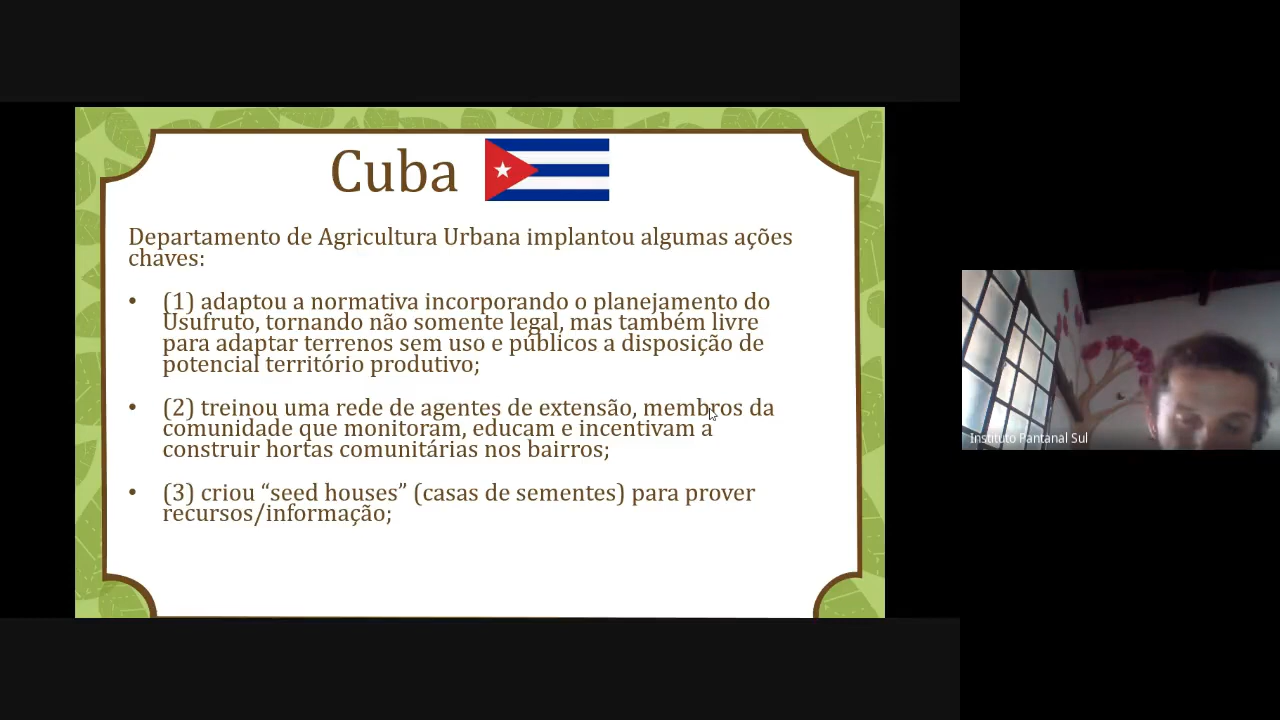 Cuba
Departamento de Agricultura Urbana implantou algumas ações
chaves:
• (1) adaptou a normativa incorporando o planejamento do
Usufruto, tornando não somente legal, mas também livre
para adaptar terrenos sem uso e públicos a disposição de
potencial território produtivo;
• (2) treinou uma rede de agentes de extensão, membros da
comunidade que monitoram, educam e incentivam a
construir hortas comunitárias nos bairros;
• (3) criou “seed houses” (casas de sementes) para prover
recursos/informação;
Instituto Pantanal Sul